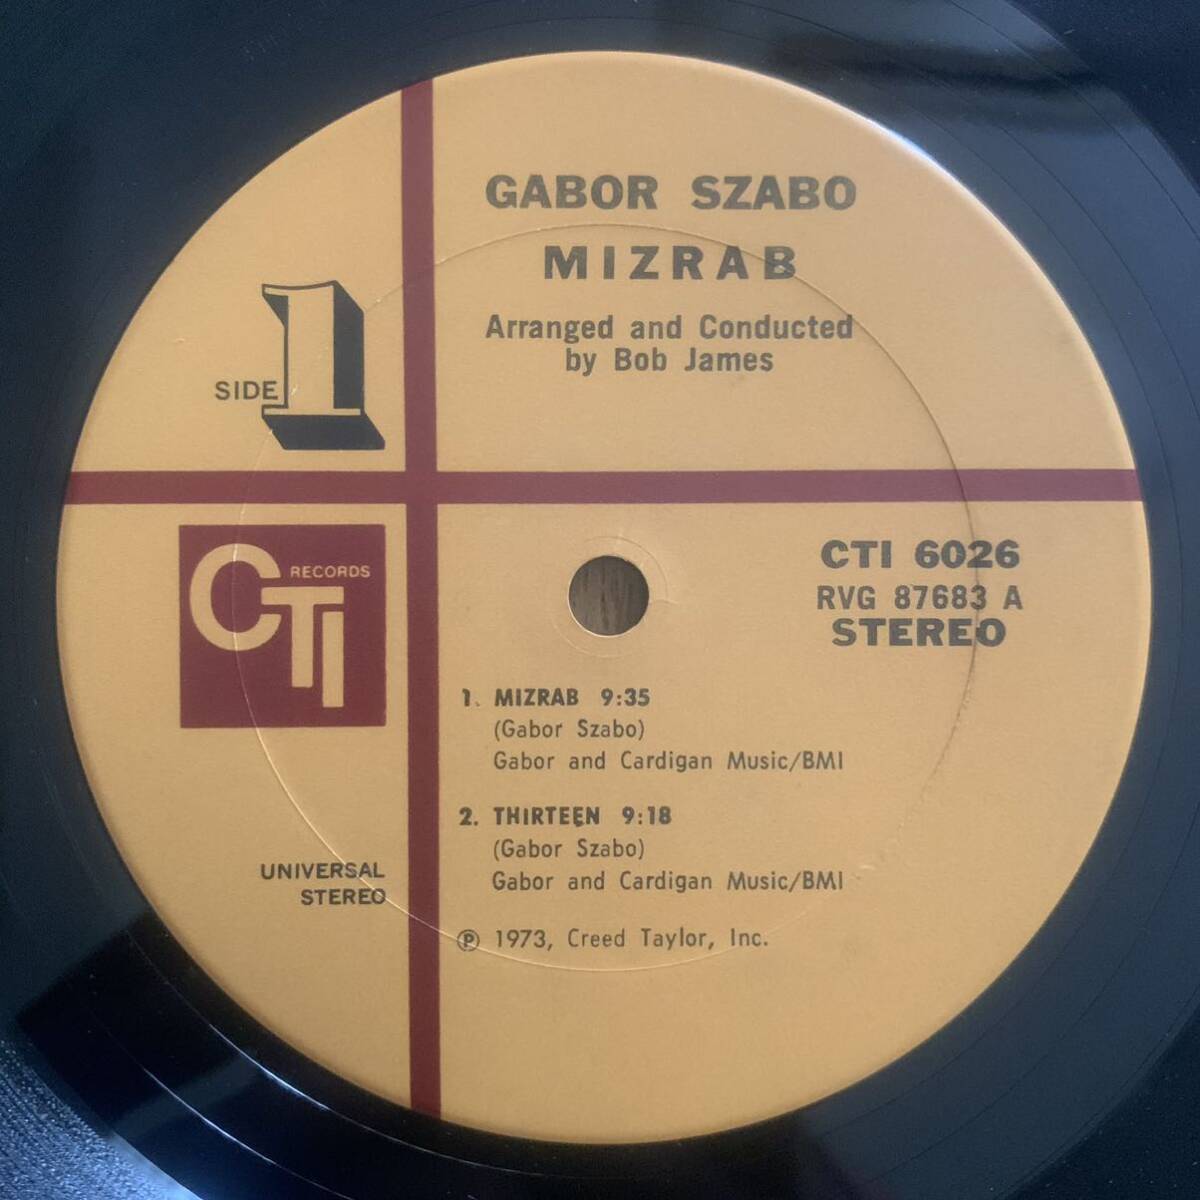 GABOR SZABO
MIZRAB
Arranged and Conducted
by Bob James
SIDE 1
CTI RECORDS
CTI 6026
RVG 87683 A
STEREO
1. MIZRAB 9:35
(Gabor Szabo)
Gabor and Cardigan Music/BMI
2. THIRTEEN 9:18
(Gabor Szabo)
Gabor and Cardigan Music/BMI
UNIVERSAL
STEREO
℗ 1973, Creed Taylor, Inc.